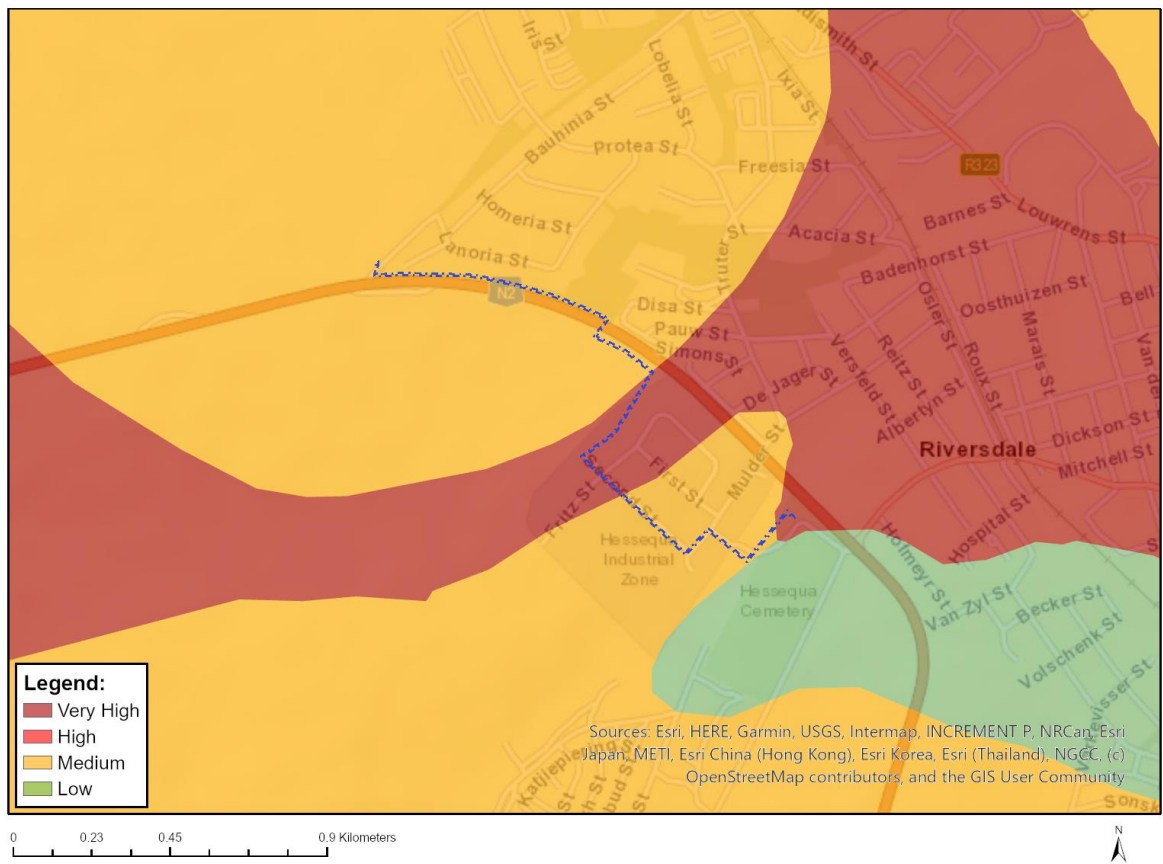 Iris St
Lobelia St
Ixia St
Bauhinia St
Protea St
Freesia St
R323
Homeria St
Lanoria St
Truter St
Acacia St
Barnes St
Louwrens St
Badenhorst St
N2
Disa St
Pauw St
Simons St
De Jager St
Versfeld St
Osler St
Reitz St
Roux St
Oosthuizen St
Marais St
Bell
Albertyn St
Dickson St
Riversdale
Mitchell St
Mulder St
First St
Second St
Fritz St
Hessequa
Industrial
Zone
Hessequa
Cemetery
Holmeyr St
Hospital St
Van Zyl St
Becker St
Volschenk St
Legend:
Very High
High
Medium
Low
Sources: Esri, HERE, Garmin, USGS, Intermap, INCREMENT P, NRCan, Esri
Japan, METI, Esri China (Hong Kong), Esri Korea, Esri (Thailand), NGCC, (c)
OpenStreetMap contributors, and the GIS User Community
0 0.23 0.45 0.9 Kilometers
N